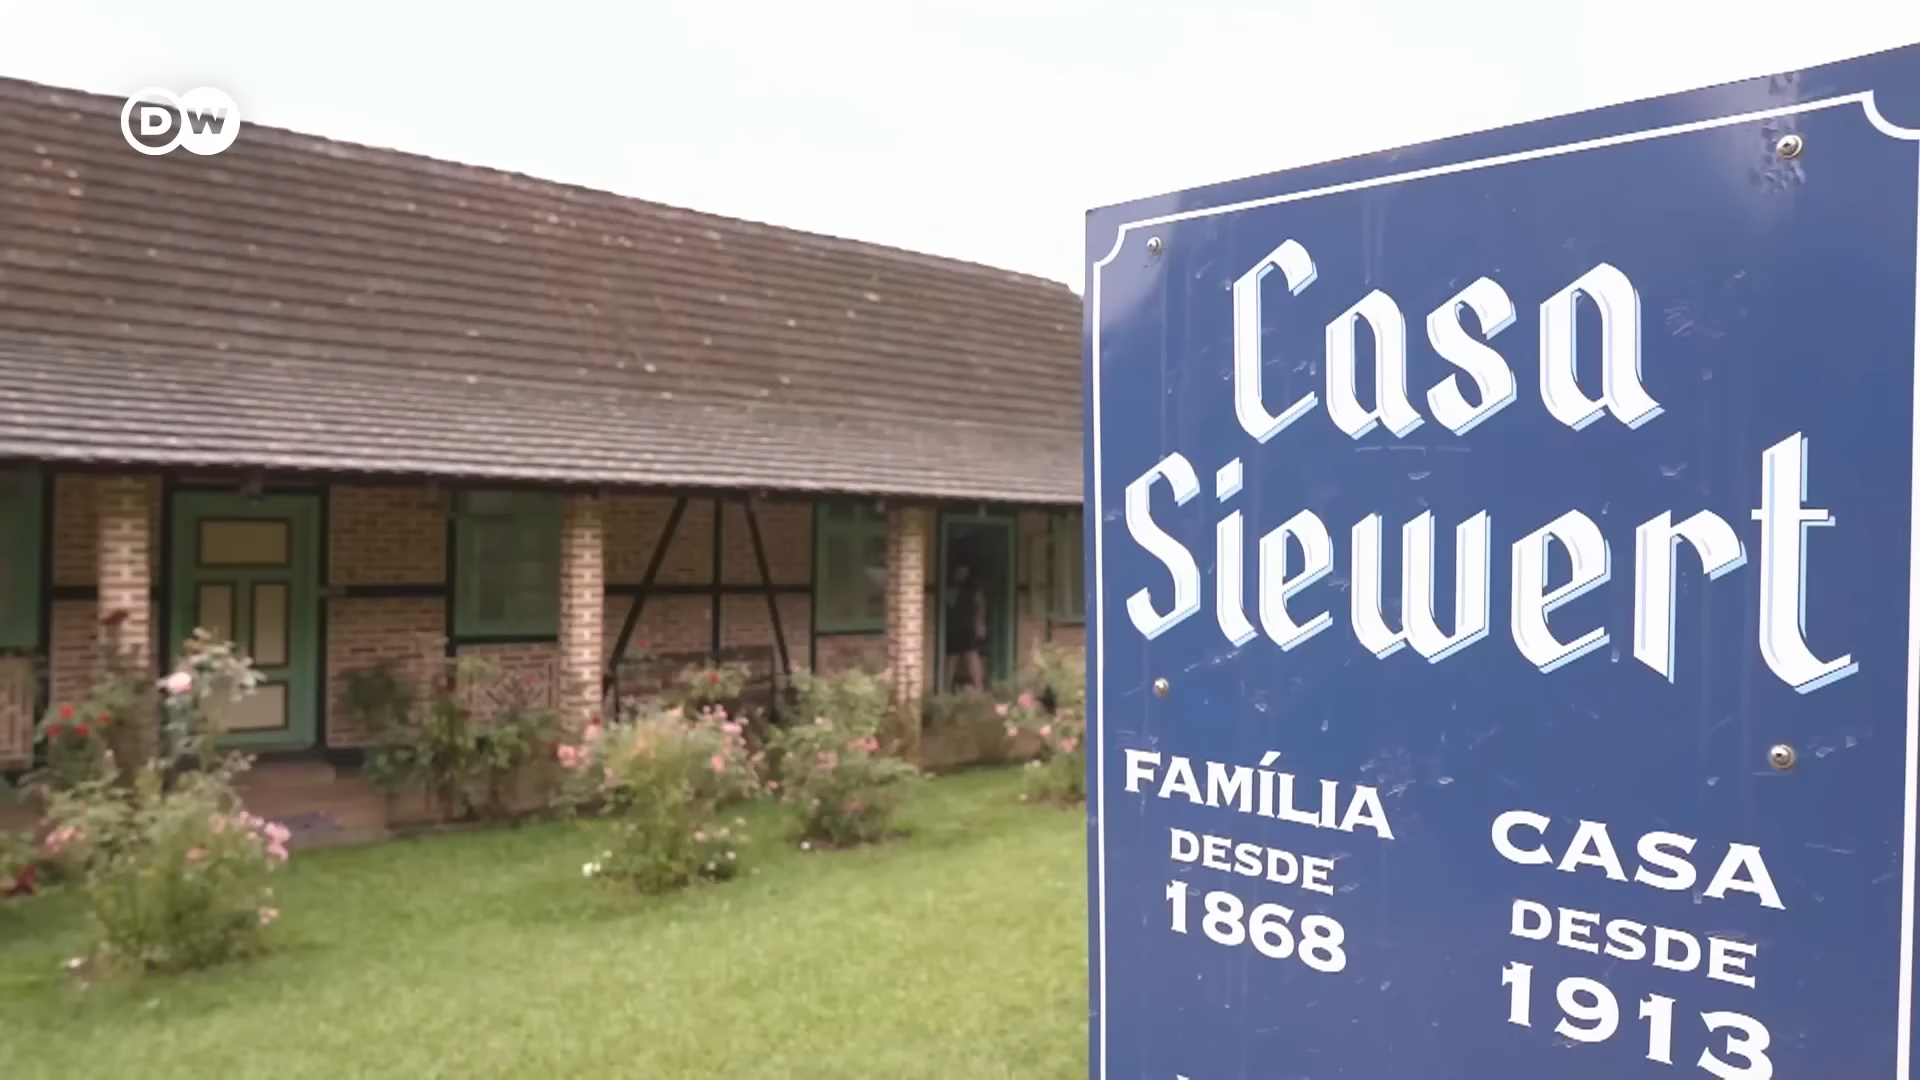 DW
Casa
Siewert
FAMÍLIA
DESDE
1868
CASA
DESDE
1913